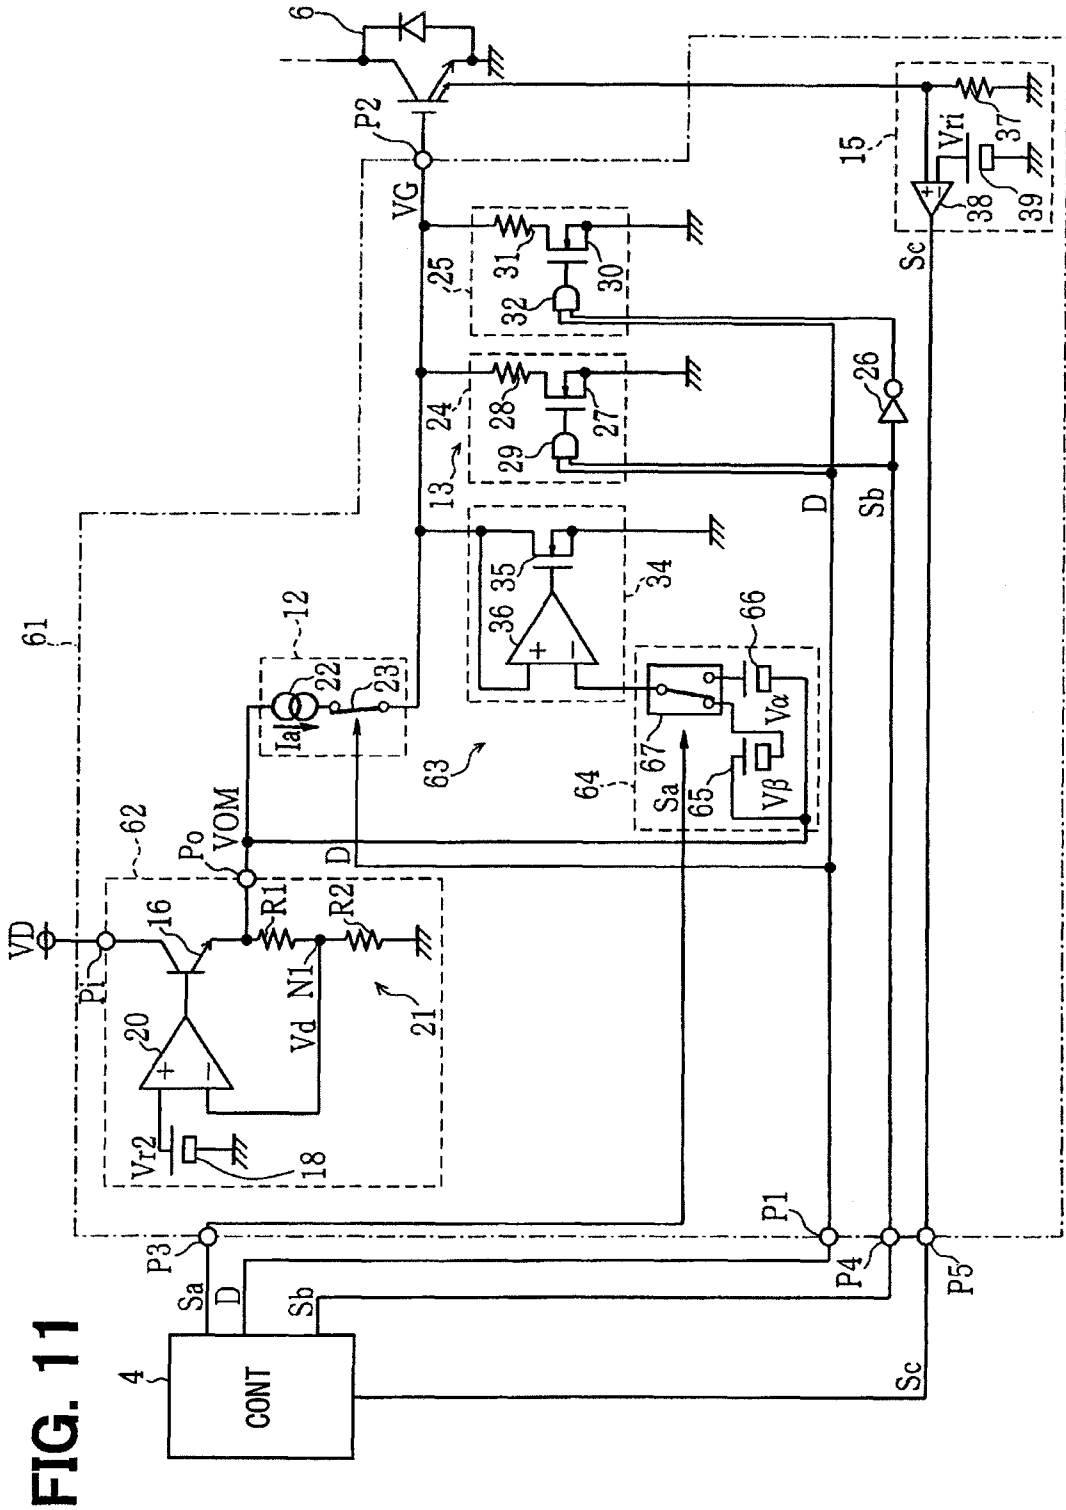 FIG. 11
4
CONT
Sa
D
Sb
Sc
P3
P1
P4
P5
61
VD
Pi
62
Po
VOM
20
16
Vr2
18
R1
N1
Vd
R2
21
12
22
Ia
23
D
63
Sa
64
67
65
Vβ
Vα
66
36
35
34
13
24
28
29
27
25
31
32
30
D
Sb
26
VG
P2
6
Sc
15
38
Vri
39
37